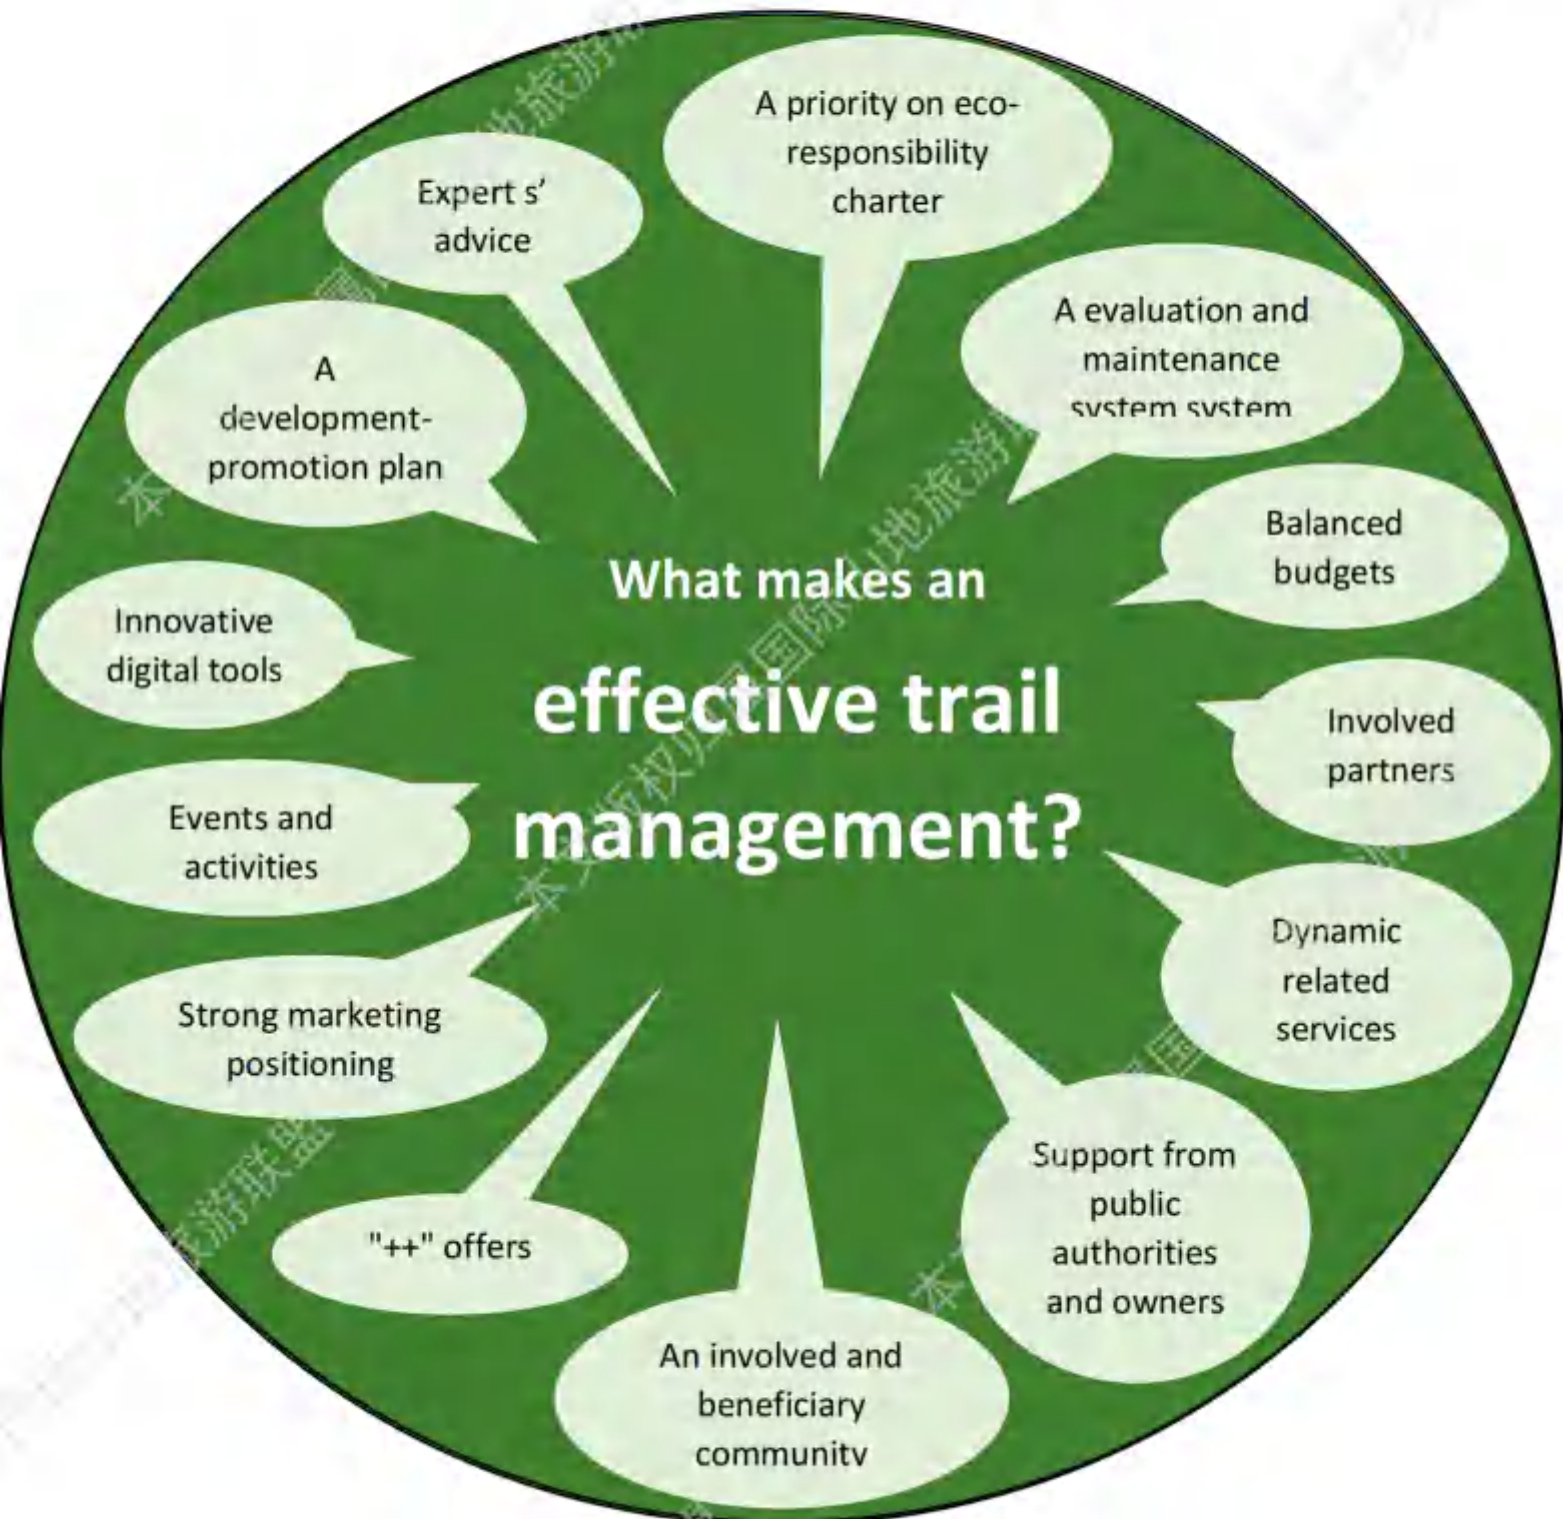 A priority on eco-
responsibility
charter
Expert s’
advice
A evaluation and
maintenance
system system
A
development-
promotion plan
Balanced
budgets
What makes an
effective trail
management?
Innovative
digital tools
Involved
partners
Events and
activities
Dynamic
related
services
Strong marketing
positioning
Support from
public
authorities
and owners
"++" offers
An involved and
beneficiary
community